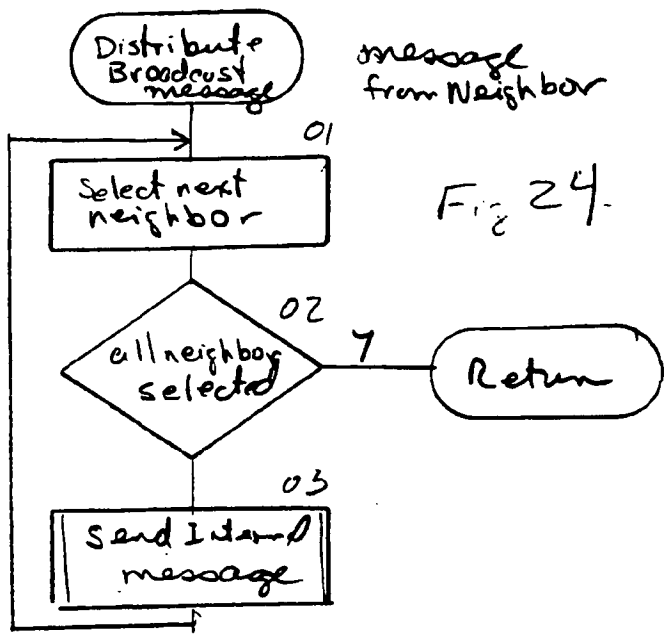 Distribute
Broadcast
message
message
from Neighbor
01
Select next
neighbor
Fig 24.
02
all neighbor
selected
Y
Return
03
Send Internal
message